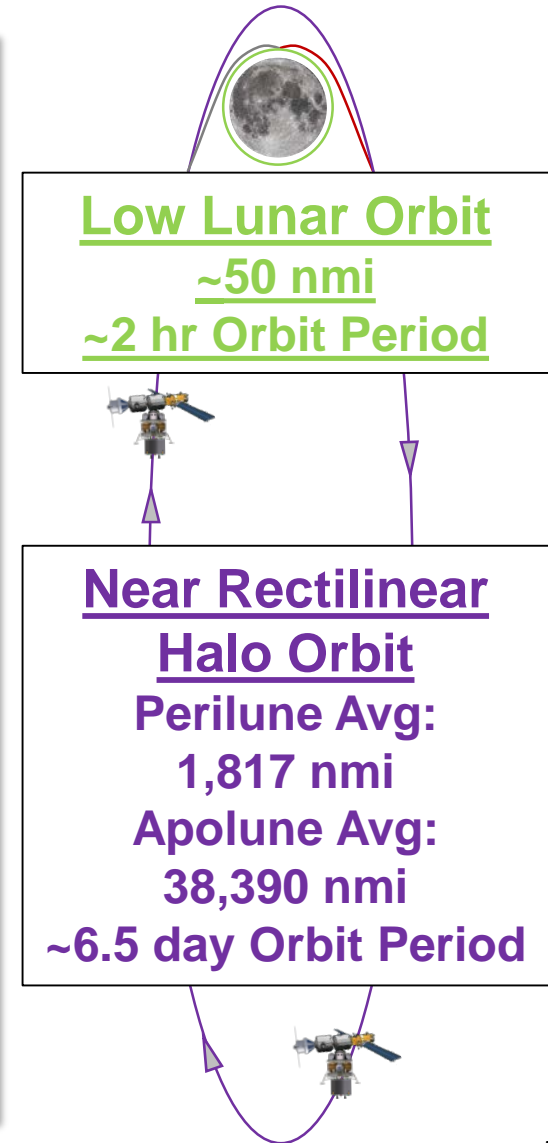 Low Lunar Orbit
~50 nmi
~2 hr Orbit Period
Near Rectilinear
Halo Orbit
Perilune Avg:
1,817 nmi
Apolune Avg:
38,390 nmi
~6.5 day Orbit Period